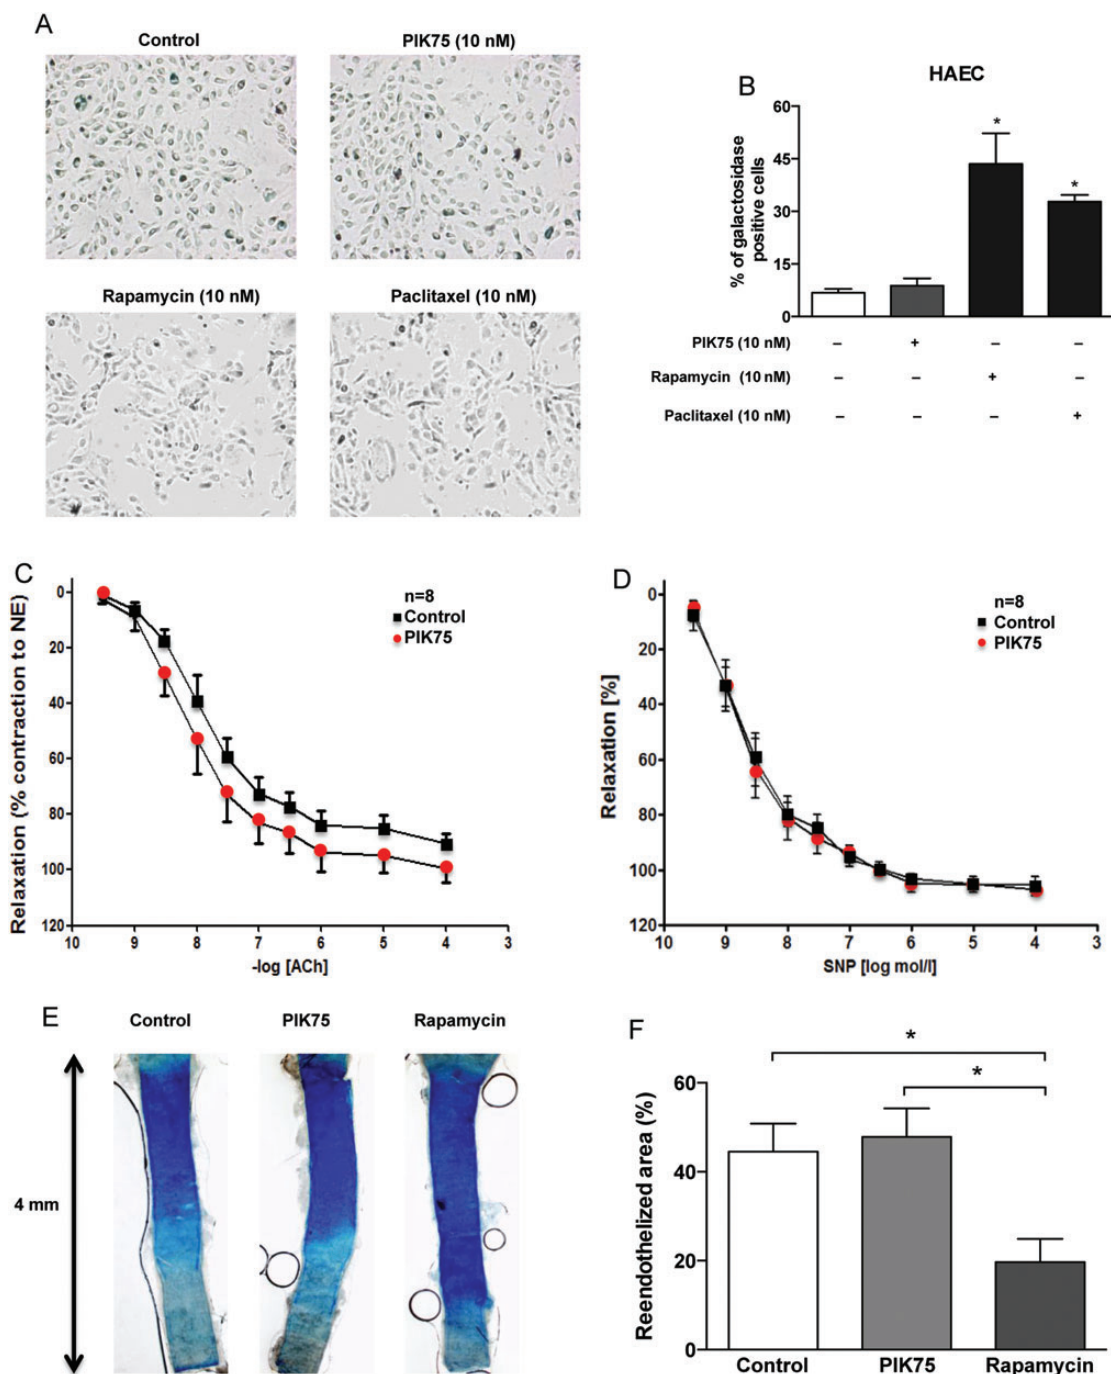 A
Control
PIK75 (10 nM)
Rapamycin (10 nM)
Paclitaxel (10 nM)
B
HAEC
% of galactosidase
positive cells
60
45
30
15
0
*
*
PIK75 (10 nM) – + – –
Rapamycin (10 nM) – – + –
Paclitaxel (10 nM) – – – +
C
Relaxation (% contraction to NE)
0
20
40
60
80
100
120
n=8
Control
PIK75
10 9 8 7 6 5 4 3
-log [ACh]
D
Relaxation [%]
0
20
40
60
80
100
120
n=8
Control
PIK75
10 9 8 7 6 5 4 3
SNP [log mol/l]
E
Control PIK75 Rapamycin
4 mm
F
Reendothelized area (%)
60
40
20
0
*
*
Control PIK75 Rapamycin